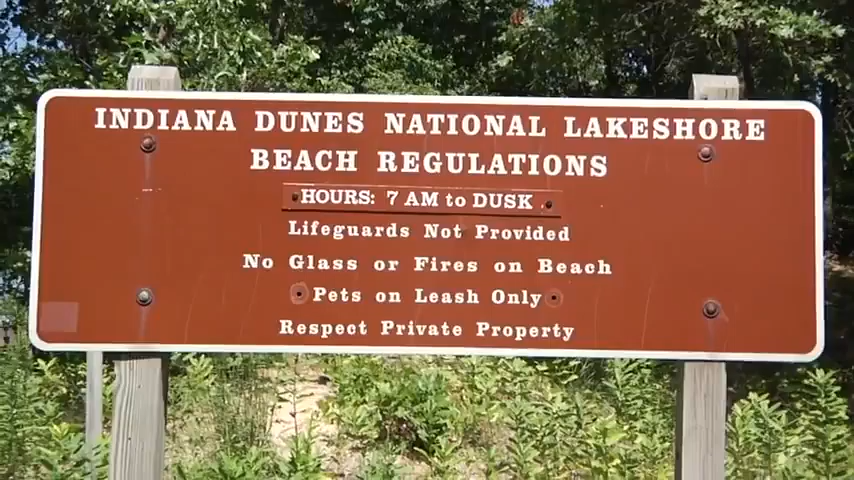 INDIANA DUNES NATIONAL LAKESHORE
BEACH REGULATIONS
HOURS: 7 AM to DUSK
Lifeguards Not Provided
No Glass or Fires on Beach
Pets on Leash Only
Respect Private Property